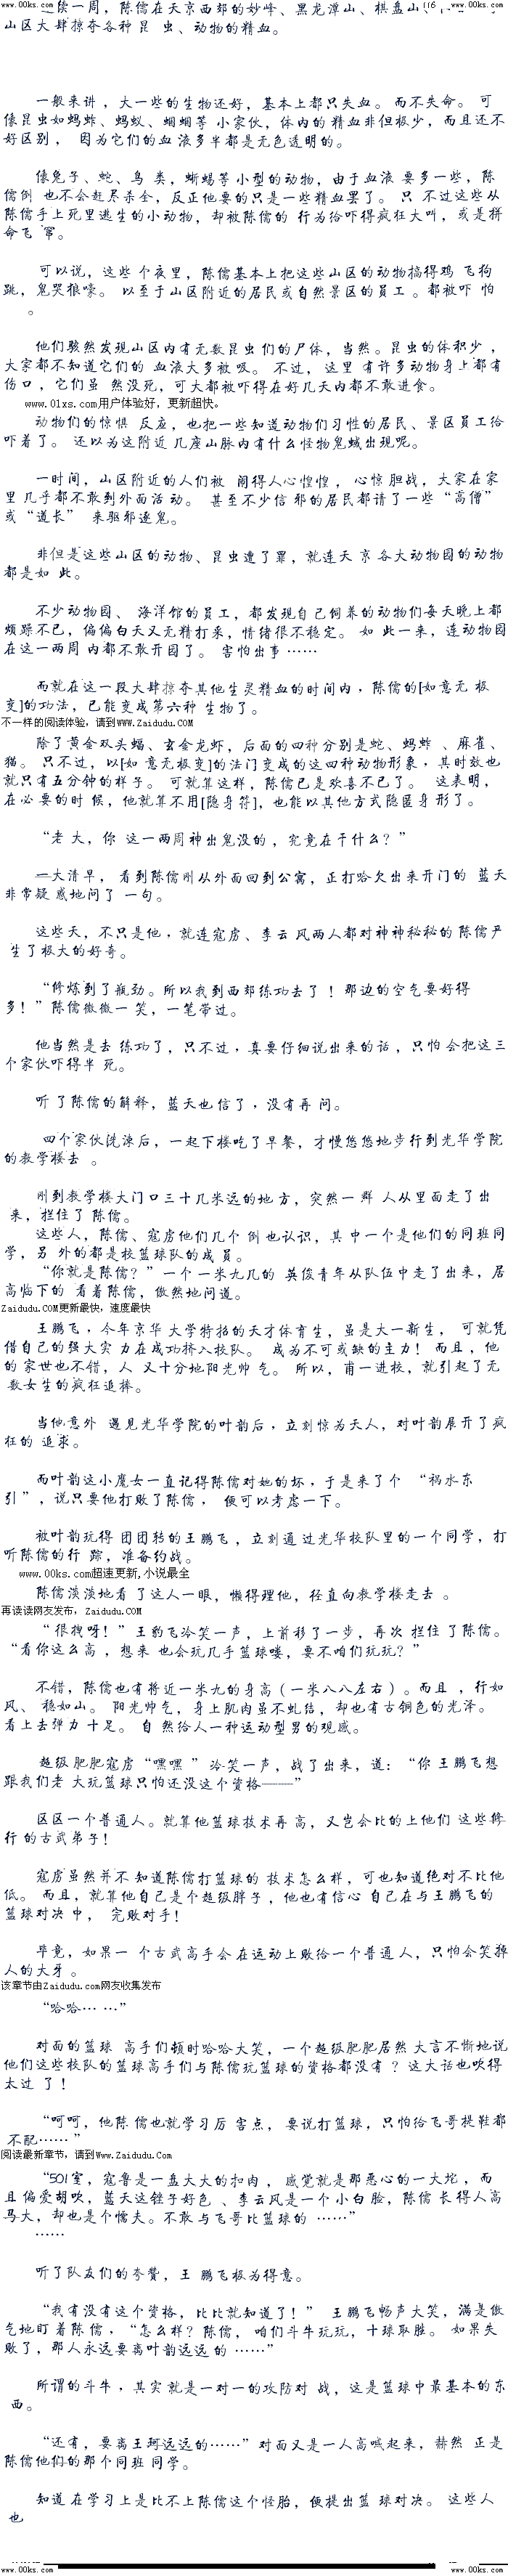 www.00ks.com 连续一周，陈儒在天京西郊的妙峰、黑龙潭山、棋盘山、 www.00ks.com
山区大肆掠夺各种昆 虫、动物的精血。
一般来讲，大一些的生物还好，基本上都只失血。 而不失命。 可
像昆虫如蚂蚱、蚂蚁、蝈蝈等 小家伙，体内的 精血非但极少，而且还不
好区别， 因为它们的血 液多半都是无色透明的。
像兔子、蛇、鸟 类，蜥蜴等 小型的动物，由于血液 要多一些，陈
儒倒 也不会赶尽杀全，反正他要的只是一些精血罢了。 只 不过这些从
陈儒手上死里逃生的小动物，却被陈儒的 行为给吓得疯狂大叫，或是拼
命飞 窜。
可以说，这些 个夜里，陈儒基本上把这些山区的动物搞得鸡 飞狗
跳，鬼哭狼嚎。 以至于山区附近的居民或自然景区的员工。都被吓 怕
。
他们骇然发现山区内有无数昆虫 们的尸体，当然。昆虫的体积少，
大家都不知道它们的 血液大多被 吸。 不过， 这里 有许多动物身上都有
伤口，它们虽 然没死，可大都被吓得在好几天内都不敢进食。
www.01xs.com 用户体验好，更新超快。
动物们的惊惧 反应，也把一些知道动物们习性的居民、景区员工给
吓着了。 还以为这附近几座山脉内有什么怪物鬼蜮出现呢。
一时间，山区附近的人们被 闹得人心惶惶， 心惊 胆战，大家在家
里几乎都不敢到外面活动。 甚至不少信 邪的居民都请了一些“高僧”
或“道长” 来驱邪逐鬼。
非但是这些山区的动物、昆虫遭了罪，就连天 京 各大动物园的动物
都是如 此。
不少动物园、 海洋馆的员工，都发现自己饲养的动物们每天晚上都
烦躁不已，偏偏白天又无精打采，情绪很不稳定。 如 此一来，连动物园
在这一两周 内都不敢开园了。 害怕出事……
而就在这一段大肆掠夺其他生灵精血的时间内，陈儒的[如意无 极
变]的功法，已能变成第六种 生物了。
不一样的阅读体验，请到Www.Zaidudu.COM
除了黄金双头蝠、玄金龙虾，后面的四种分别是蛇、蚂蚱 、麻雀、
猫。 只不过，以[如 意无极变]的法门变成的这四种动物形象，其时效也
就只有五分钟的样子。 可就算这样，陈儒已是欢喜不已了。 这表明，
在必 要的时 候，他就算不用[隐身符]，也能以其他方式隐匿身 形了。
“老 大，你 这一两周神出鬼没的，究竟在干什么？”
一大清早， 看到陈儒刚从外面回到公寓，正打哈欠出来开门的 蓝天
非常疑 惑地问了 一句。
这些天，不只是他，就连寇虏、李云 风两人都对神神秘秘的 陈儒产
生了极大的好奇。
“修炼到了瓶劲。所以我到西郊练功去了 ！那边的空气要好得
多！”陈儒微微一 笑，一笔带过。
他当然是去 练功了，只不过，真要仔细说出来的话，只怕会把这三
个家伙吓得半 死。
听 了陈儒的解释，蓝天也信了，没有再 问。
四个家伙洗漱后，一起下楼吃了早餐，才慢悠悠地步行到光华学院
的教学楼去 。
刚到教学楼大门口三十几米远的地 方，突然一 群 人从里面走了出
来，拦住了 陈儒。
这些人，陈儒、寇虏他们几个 倒 也认识，其 中一个是他们的同班同
学，另 外的都是校篮球队的成 员。
“你就是陈儒？”一个一米九几的 英俊青年从队伍中走了出来，居
高临下的 看着陈儒，傲然地问道。
Zaidudu.COM更新最快，速度最快
王鹏飞，今年京华 大学特招的天才体育生，虽是大一新生， 可就凭
借自己的强大实 力在成功挤入校队。 成为不可或缺的主力！而且，他
的 家世也不错，人 又十分地阳光帅 气。 所以，甫一进校，就引起了无
数女生的疯狂追捧。
当他意外 遇见光华学院的叶韵后，立刻惊为天人，对叶韵展开了疯
狂的 追求。
而叶韵这小魔女一直记得陈儒对她的坏，于是来了个 “祸水东
引 ”，说只要他打败了陈儒， 便可以考虑一下。
被叶韵玩得 团团转的王鹏飞，立刻通 过光华校队里的一个同学，打
听陈儒的行 踪，准备约战。
www.00ks.com超速更新,小说最全
陈儒淡淡地看 了这人一眼，懒得理他，径直向教学楼走去 。
再读读网友发布，Zaidudu.COM
“很拽呀！”王豹飞冷笑一声，上前移了一步，再次 拦住 了陈儒。
“看你这么高 ，想来 也会玩几手篮球喽，要不咱们玩玩？”
不错，陈儒也有将近一米九的身高（一米八八左右）。而且 ，行如
风、 稳如山。 阳光帅气，身上肌肉虽不虬结，却也有古铜色的光泽。
看上去弹力 十足。 自 然给人一种运动型男的观感。
超级肥肥寇虏“嘿嘿 ”冷笑一声，战了出来，道：“你 王鹏飞想
跟我们老 大玩篮球只怕还没这个资格——”
区区一个普通人。就算他篮球技术再 高，又岂会比的上他们 这些修
行 的古武弟子！
寇虏虽然并不 知道陈儒打篮球的 技术怎么样，可也知道绝对不比他
低。 而且，就算他自己是个超级胖子，他也有信心 自己在与王鹏飞的
篮球对决 中， 完败对手！
毕竟，如果一 个古武高手会在运动上败给一个普通人，只怕会笑掉
人的大牙 。
该章节由Zaidudu.com网友收集发布
“哈哈… …”
对面的篮球 高手们顿时哈哈大笑，一个超级肥肥居然 大言不惭地说
他们这些校队的篮球高手们与陈儒玩篮球的资格都没有 ？这大话也吹得
太过 了！
“呵呵，他陈 儒也就学习厉 害点， 要说打篮球，只怕给飞哥提鞋都
不配……”
阅读最新章节，请到Www.Zaidudu.Com
“501室，寇鲁是一盘大大的扣肉 ，感觉就是那恶心的一大坨 ，而
且 偏爱胡吹，蓝天这锉子好色 、李云风是一个小白 脸，陈儒 长得人高
马大，却也是个懦夫。不敢 与飞哥比篮球的 ……”
……
听了队友们的夸赞，王 鹏飞极为得意。
“我有没有这个资格，比比就知道了！” 王鹏飞畅声大笑，满是傲
气地盯 着陈儒，“怎么样？陈儒， 咱们斗牛玩玩，十球取胜。 如果失
败了，那人永远要离叶韵远远的 ……”
所谓的斗牛，其实就是一对一的攻防对 战，这是篮球中最基本的东
西。
“还有，要离王珂远远的……”对面又是一人高喊起来，赫然 正是
陈儒他们的那个同班 同学。
知道 在学习上是比不上陈儒这个怪胎，便提出篮 球对决。 这些人
也
www.00ks.com www.00ks.com